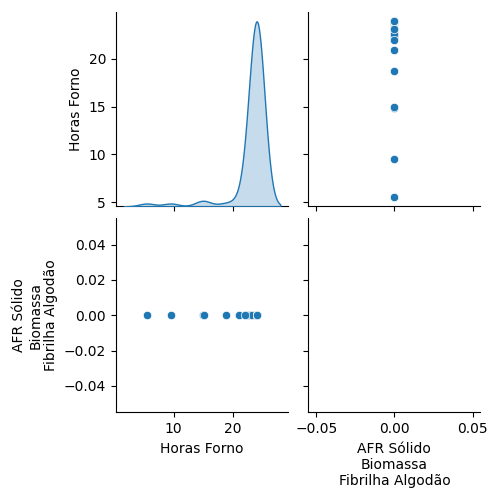 20
15
10
5
Horas Forno
0.04
0.02
0.00
−0.02
−0.04
AFR Sólido
Biomassa
Fibrilha Algodão
10
20
Horas Forno
−0.05
0.00
0.05
AFR Sólido
Biomassa
Fibrilha Algodão